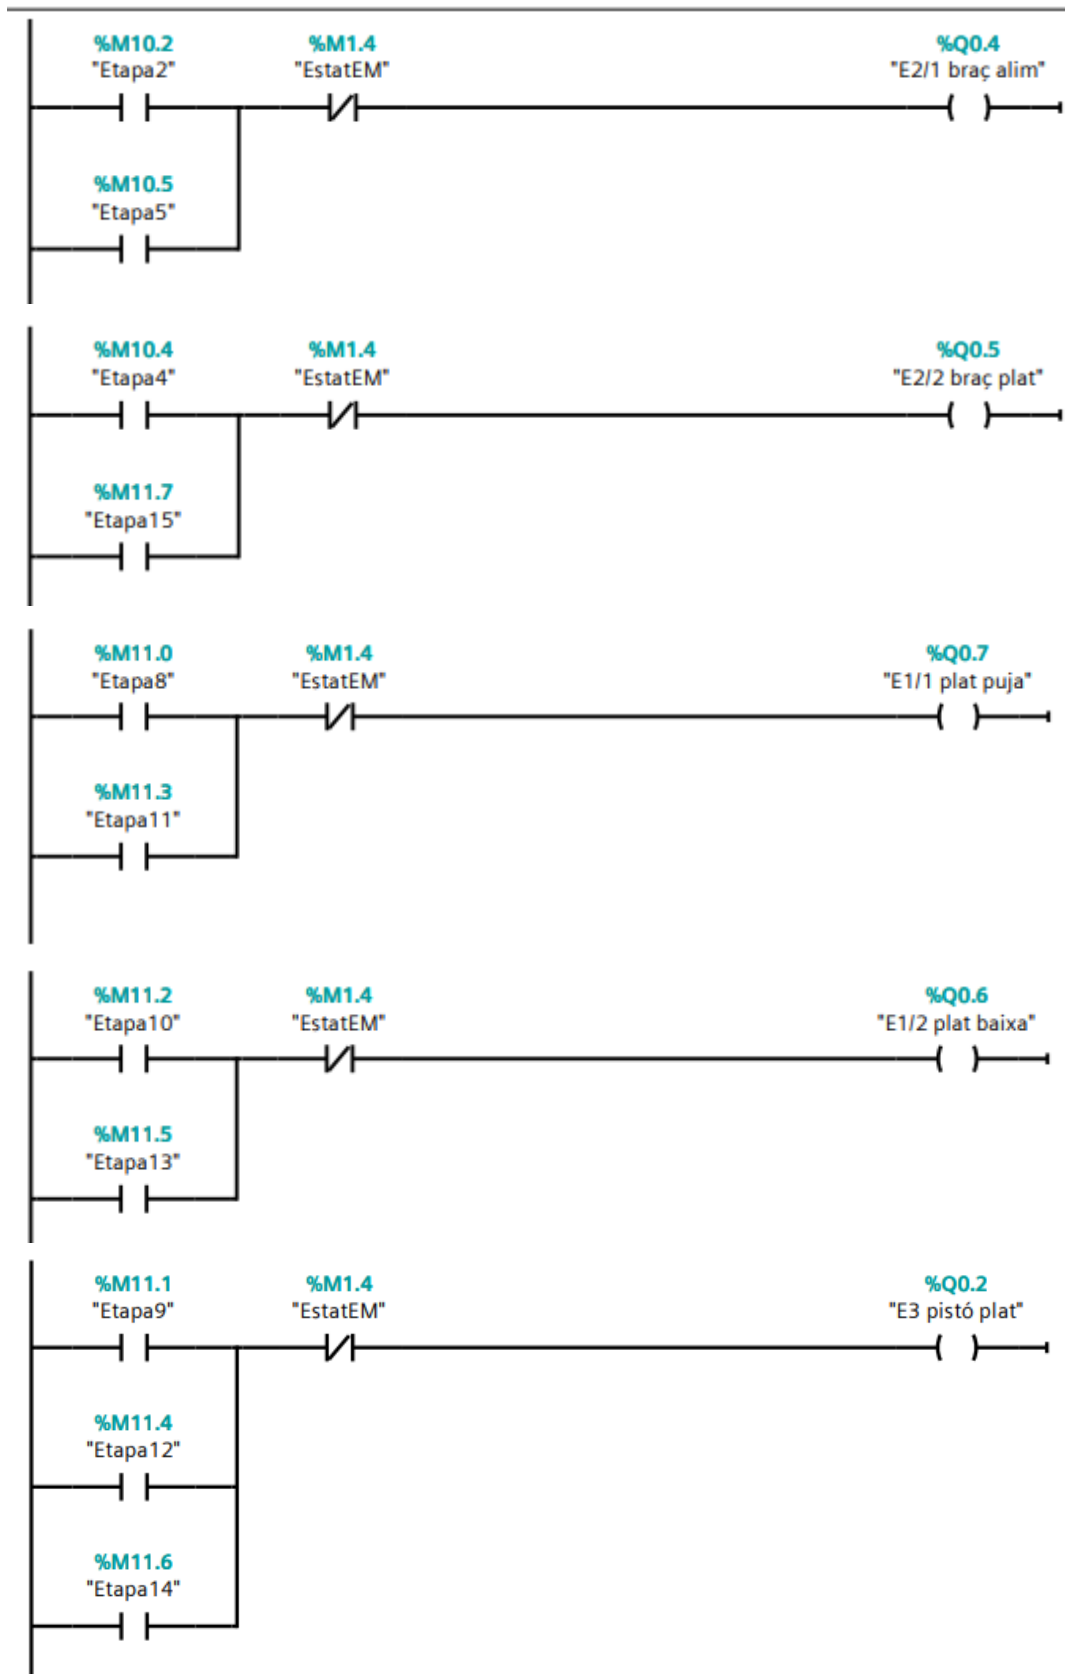 %M10.2 %M1.4 %Q0.4
"Etapa2" "EstatEM" "E2/1 braç alim"
%M10.5
"Etapa5"
%M10.4 %M1.4 %Q0.5
"Etapa4" "EstatEM" "E2/2 braç plat"
%M11.7
"Etapa15"
%M11.0 %M1.4 %Q0.7
"Etapa8" "EstatEM" "E1/1 plat puja"
%M11.3
"Etapa11"
%M11.2 %M1.4 %Q0.6
"Etapa10" "EstatEM" "E1/2 plat baixa"
%M11.5
"Etapa13"
%M11.1 %M1.4 %Q0.2
"Etapa9" "EstatEM" "E3 pistó plat"
%M11.4
"Etapa12"
%M11.6
"Etapa14"